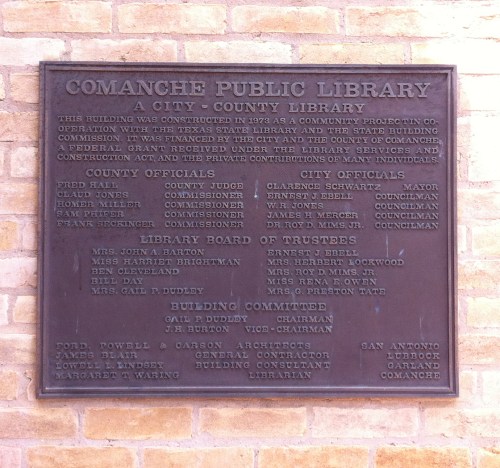 COMANCHE PUBLIC LIBRARY
A CITY - COUNTY LIBRARY
THIS BUILDING WAS CONSTRUCTED IN 1973 AS A COMMUNITY PROJECT IN CO-
OPERATION WITH THE TEXAS STATE LIBRARY AND THE STATE BUILDING
COMMISSION. IT WAS FINANCED BY THE CITY AND THE COUNTY OF COMANCHE,
A FEDERAL GRANT RECEIVED UNDER THE LIBRARY SERVICES AND
CONSTRUCTION ACT, AND THE PRIVATE CONTRIBUTIONS OF MANY INDIVIDUALS.
COUNTY OFFICIALS
FRED HALL COUNTY JUDGE
CLAUD JONES COMMISSIONER
HOMER MILLER COMMISSIONER
SAM PHIFER COMMISSIONER
FRANK SECKINGER COMMISSIONER
CITY OFFICIALS
CLARENCE SCHWARTZ MAYOR
ERNEST J. EBELL COUNCILMAN
W.R. JONES COUNCILMAN
JAMES H. MERCER COUNCILMAN
DR. ROY D. MIMS, JR. COUNCILMAN
LIBRARY BOARD OF TRUSTEES
MRS. JOHN A. BARTON
MISS HARRIET BRIGHTMAN
BEN CLEVELAND
BILL DAY
MRS. GAIL P. DUDLEY
ERNEST J. EBELL
MRS. HERBERT LOCKWOOD
MRS. ROY D. MIMS, JR.
MISS RENA E. OWEN
MRS. G. PRESTON TATE
BUILDING COMMITTEE
GAIL P. DUDLEY CHAIRMAN
J.H. BURTON VICE-CHAIRMAN
FORD, POWELL & CARSON ARCHITECTS SAN ANTONIO
JAMES BLAIR GENERAL CONTRACTOR LUBBOCK
LOWELL L. LINDSEY BUILDING CONSULTANT GARLAND
MARGARET T. WARING LIBRARIAN COMANCHE